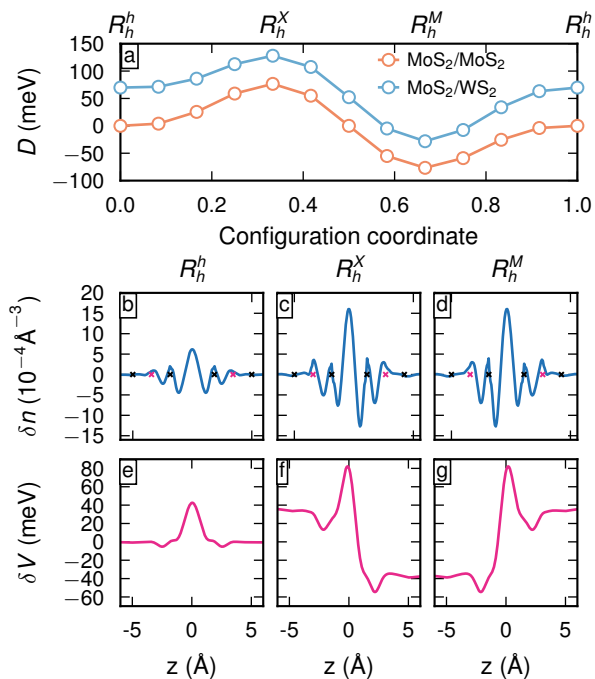 R_h^h R_h^X R_h^M R_h^h
a
150
100
50
0
−50
−100
D (meV)
MoS₂/MoS₂
MoS₂/WS₂
0.0 0.2 0.4 0.6 0.8 1.0
Configuration coordinate
R_h^h R_h^X R_h^M
b c d
20
15
10
5
0
−5
−10
−15
δn (10⁻⁴Å⁻³)
e f g
80
60
40
20
0
−20
−40
−60
δV (meV)
-5 0 5 -5 0 5 -5 0 5
z (Å) z (Å) z (Å)